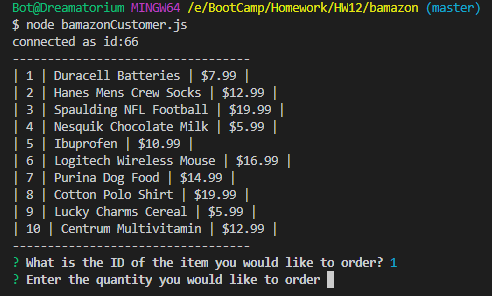 Bot@Dreamatorium MINGW64 /e/BootCamp/Homework/HW12/bamazon (master)
$ node bamazonCustomer.js
connected as id:66
----------------------------------
| 1 | Duracell Batteries | $7.99 |
| 2 | Hanes Mens Crew Socks | $12.99 |
| 3 | Spaulding NFL Football | $19.99 |
| 4 | Nesquik Chocolate Milk | $5.99 |
| 5 | Ibuprofen | $10.99 |
| 6 | Logitech Wireless Mouse | $16.99 |
| 7 | Purina Dog Food | $14.99 |
| 8 | Cotton Polo Shirt | $19.99 |
| 9 | Lucky Charms Cereal | $5.99 |
| 10 | Centrum Multivitamin | $12.99 |
----------------------------------
? What is the ID of the item you would like to order? 1
? Enter the quantity you would like to order